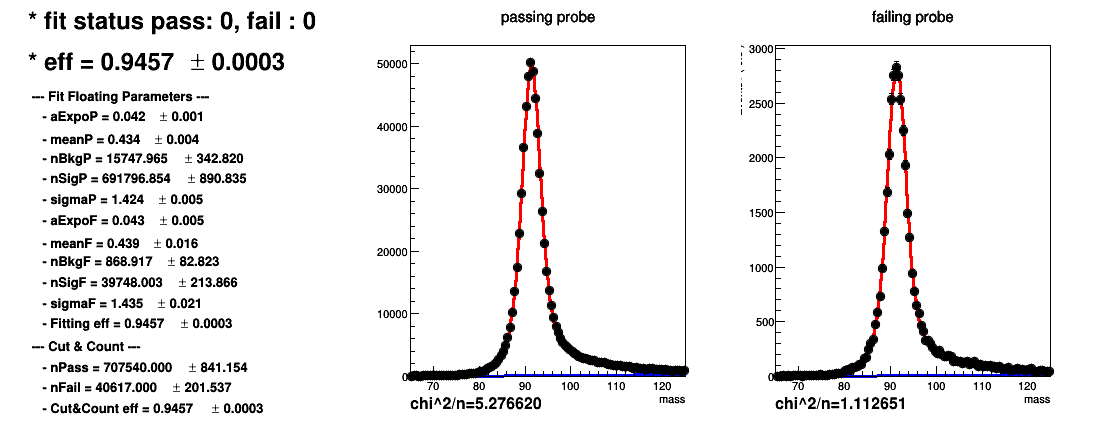 * fit status pass: 0, fail : 0
* eff = 0.9457 ± 0.0003
--- Fit Floating Parameters ---
- aExpoP = 0.042 ± 0.001
- meanP = 0.434 ± 0.004
- nBkgP = 15747.965 ± 342.820
- nSigP = 691796.854 ± 890.835
- sigmaP = 1.424 ± 0.005
- aExpoF = 0.043 ± 0.005
- meanF = 0.439 ± 0.016
- nBkgF = 868.917 ± 82.823
- nSigF = 39748.003 ± 213.866
- sigmaF = 1.435 ± 0.021
- Fitting eff = 0.9457 ± 0.0003
--- Cut & Count ---
- nPass = 707540.000 ± 841.154
- nFail = 40617.000 ± 201.537
- Cut&Count eff = 0.9457 ± 0.0003
passing probe
50000
40000
30000
20000
10000
0
70 80 90 100 110 120
mass
chi^2/n=5.276620
failing probe
3000
2500
2000
1500
1000
500
0
70 80 90 100 110 120
mass
chi^2/n=1.112651